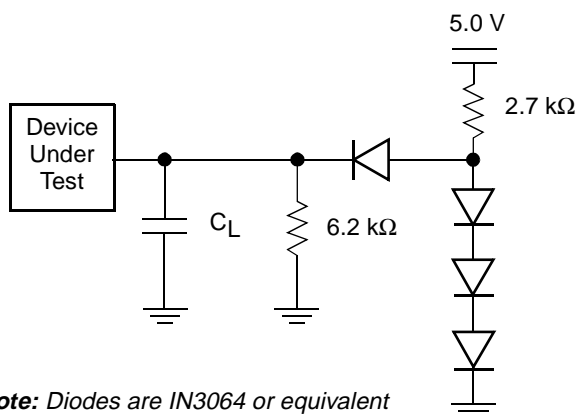 5.0 V
2.7 kΩ
Device
Under
Test
CL
6.2 kΩ
ote: Diodes are IN3064 or equivalent